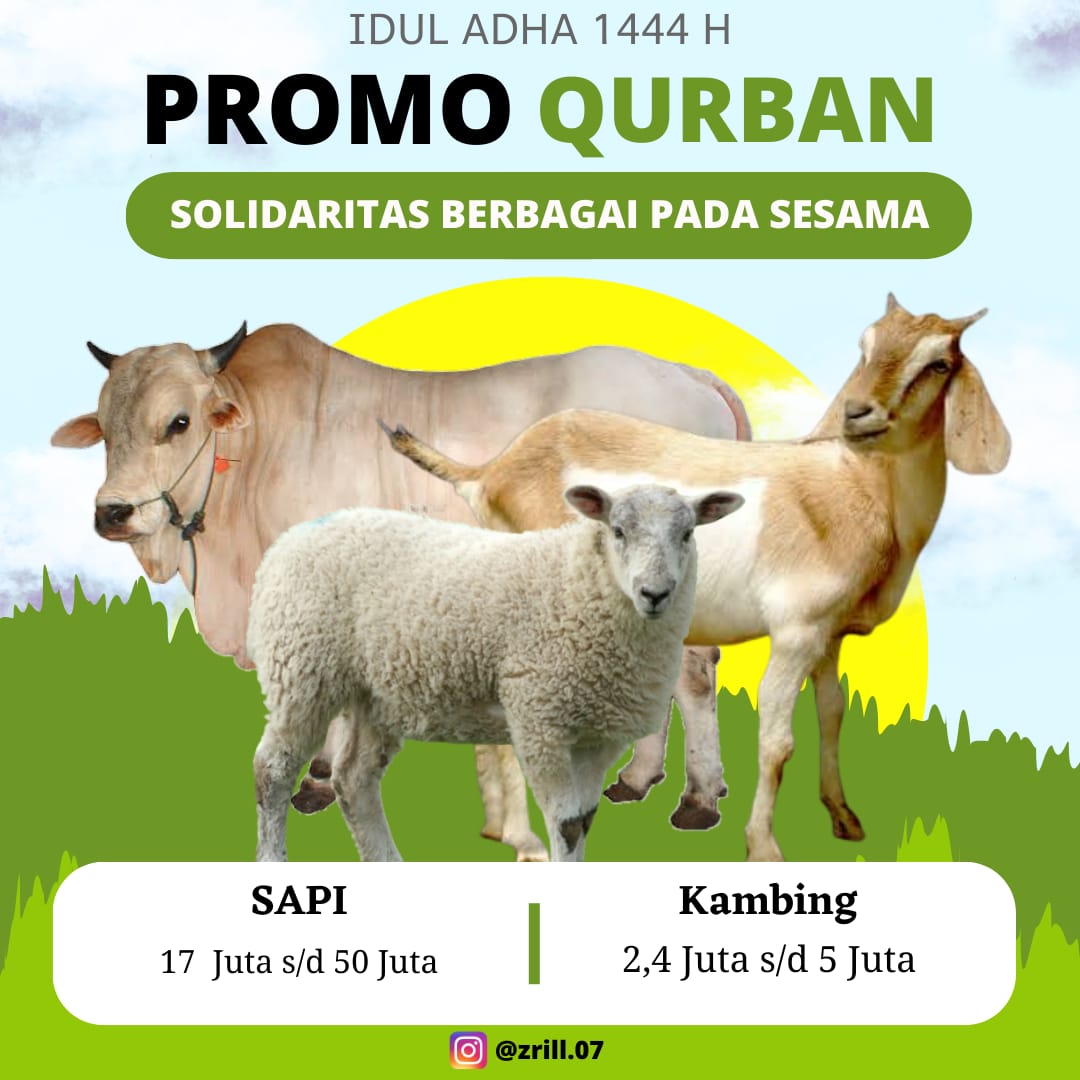 IDUL ADHA 1444 H
PROMO QURBAN
SOLIDARITAS BERBAGAI PADA SESAMA
SAPI
17 Juta s/d 50 Juta
Kambing
2,4 Juta s/d 5 Juta
@zrill.07